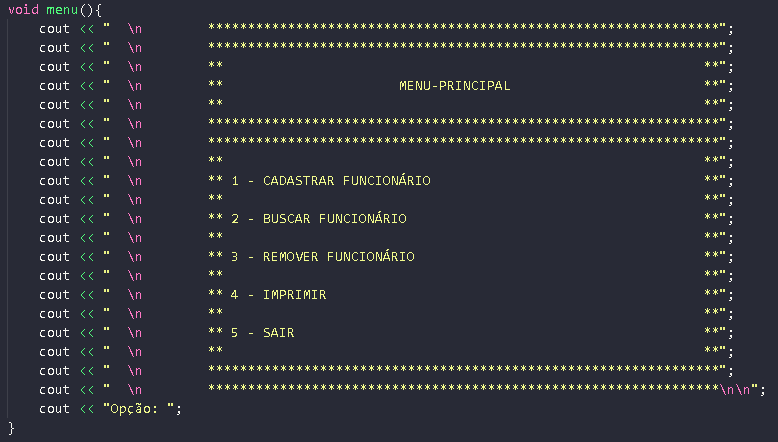 void menu(){
    cout << "  \n        ****************************************************************";
    cout << "  \n        ****************************************************************";
    cout << "  \n        **                                                            **";
    cout << "  \n        **                      MENU-PRINCIPAL                        **";
    cout << "  \n        **                                                            **";
    cout << "  \n        ****************************************************************";
    cout << "  \n        ****************************************************************";
    cout << "  \n        **                                                            **";
    cout << "  \n        ** 1 - CADASTRAR FUNCIONÁRIO                                  **";
    cout << "  \n        **                                                            **";
    cout << "  \n        ** 2 - BUSCAR FUNCIONÁRIO                                     **";
    cout << "  \n        **                                                            **";
    cout << "  \n        ** 3 - REMOVER FUNCIONÁRIO                                    **";
    cout << "  \n        **                                                            **";
    cout << "  \n        ** 4 - IMPRIMIR                                               **";
    cout << "  \n        **                                                            **";
    cout << "  \n        ** 5 - SAIR                                                   **";
    cout << "  \n        **                                                            **";
    cout << "  \n        ****************************************************************";
    cout << "  \n        ****************************************************************\n\n";
    cout << "Opção: ";
}